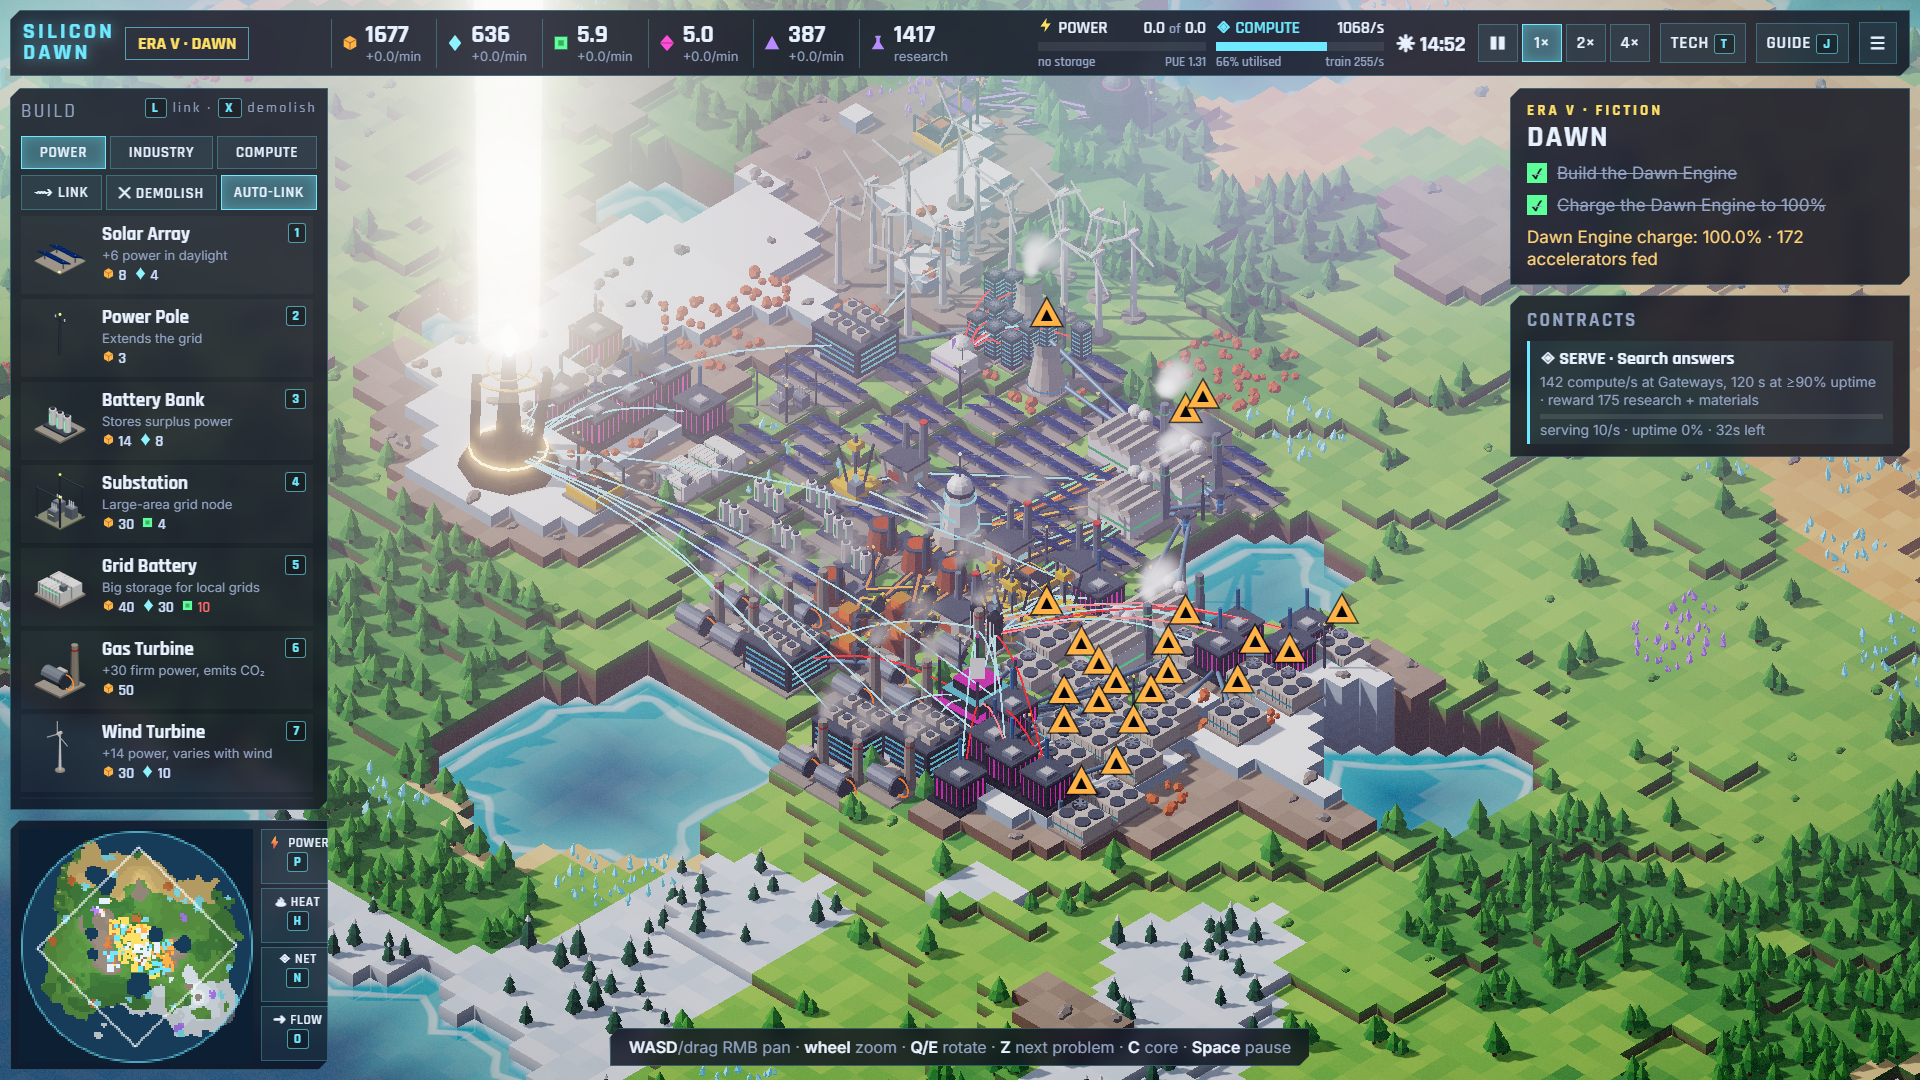 SILICON
DAWN
ERA V · DAWN
1677
+0.0/min
636
+0.0/min
5.9
+0.0/min
5.0
+0.0/min
387
+0.0/min
1417
research
POWER 0.0 of 0.0
no storage PUE 1.31
COMPUTE 1068/s
66% utilised train 255/s
14:52
1×
2×
4×
TECH T
GUIDE J
BUILD L link · X demolish
POWER INDUSTRY COMPUTE
LINK DEMOLISH AUTO-LINK
Solar Array 1
+6 power in daylight
8 4
Power Pole 2
Extends the grid
3
Battery Bank 3
Stores surplus power
14 8
Substation 4
Large-area grid node
30 4
Grid Battery 5
Big storage for local grids
40 30 10
Gas Turbine 6
+30 firm power, emits CO₂
50
Wind Turbine 7
+14 power, varies with wind
30 10
POWER
P
HEAT
H
NET
N
FLOW
O
ERA V · FICTION
DAWN
Build the Dawn Engine
Charge the Dawn Engine to 100%
Dawn Engine charge: 100.0% · 172
accelerators fed
CONTRACTS
SERVE · Search answers
142 compute/s at Gateways, 120 s at ≥90% uptime
· reward 175 research + materials
serving 10/s · uptime 0% · 32s left
WASD/drag RMB pan · wheel zoom · Q/E rotate · Z next problem · C core · Space pause